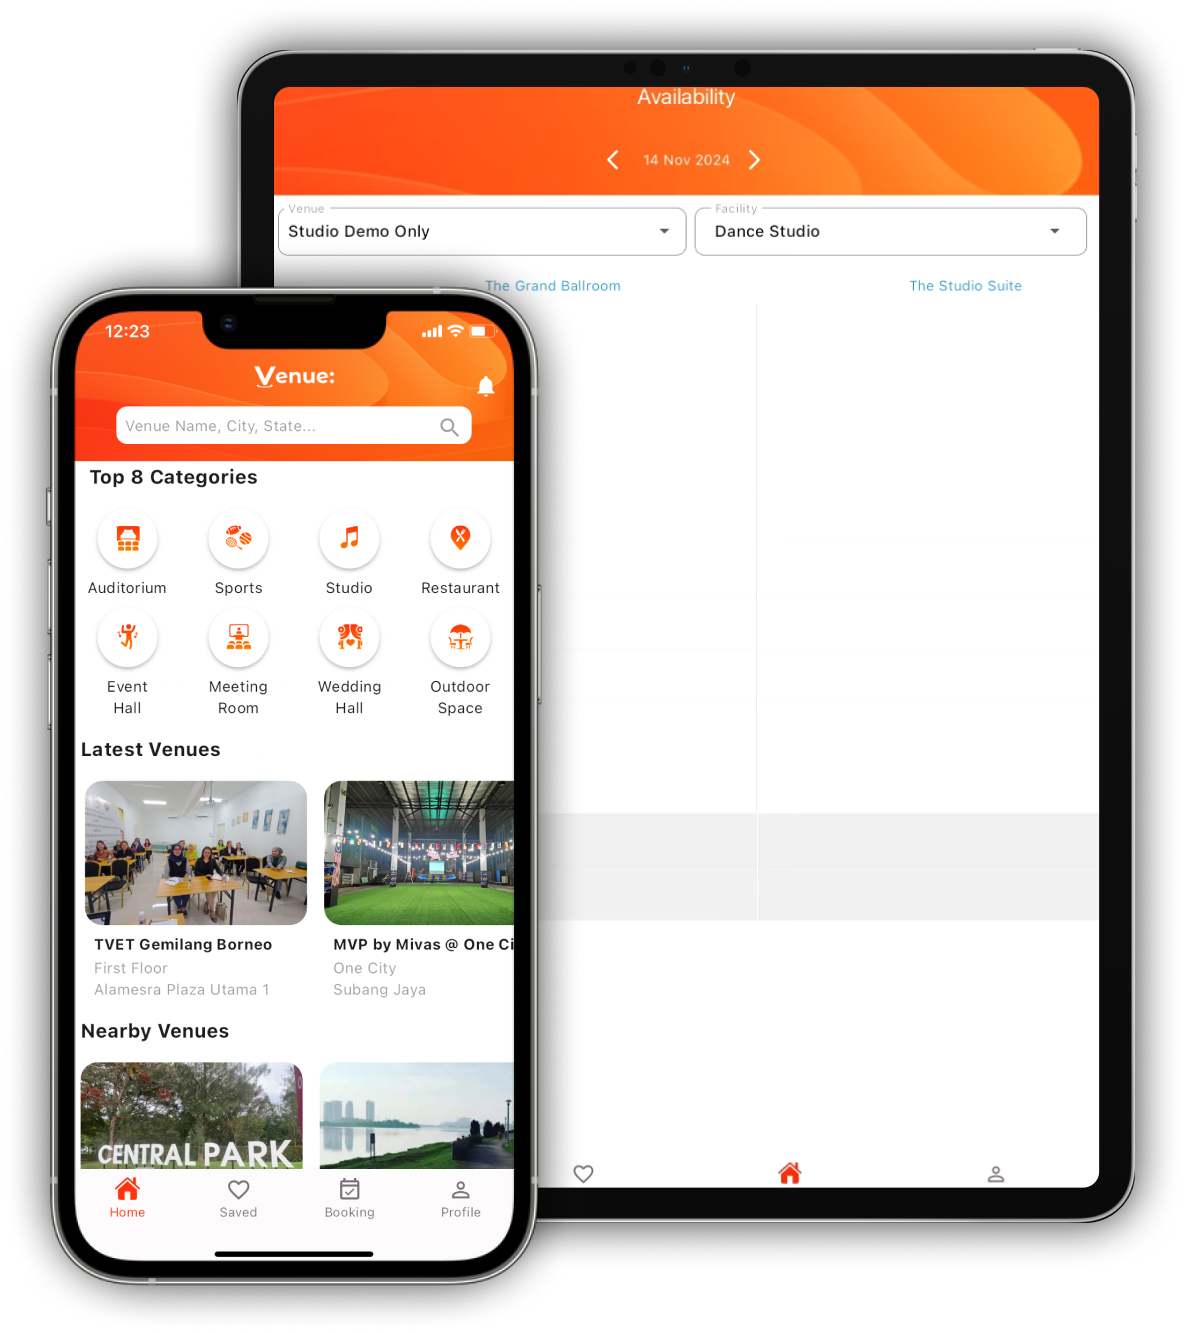 Availability
14 Nov 2024
Venue
Studio Demo Only
Facility
Dance Studio
The Grand Ballroom
The Studio Suite
12:23
Venue:
Venue Name, City, State...
Top 8 Categories
Auditorium
Sports
Studio
Restaurant
Event
Hall
Meeting
Room
Wedding
Hall
Outdoor
Space
Latest Venues
TVET Gemilang Borneo
First Floor
Alamesra Plaza Utama 1
MVP by Mivas @ One Ci
One City
Subang Jaya
Nearby Venues
CENTRAL PARK
Home
Saved
Booking
Profile